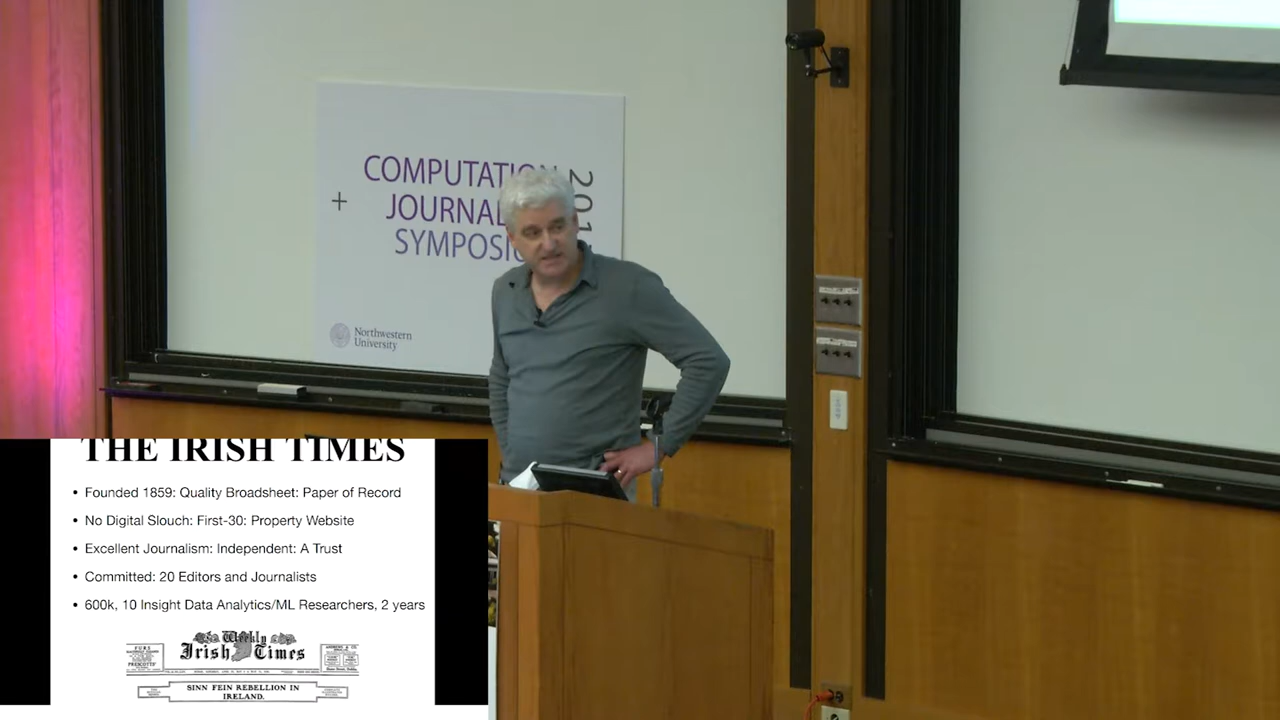 COMPUTATION
+ JOURNAL
SYMPOSI
201
Northwestern
University
THE IRISH TIMES
• Founded 1859: Quality Broadsheet: Paper of Record
• No Digital Slouch: First-30: Property Website
• Excellent Journalism: Independent: A Trust
• Committed: 20 Editors and Journalists
• 600k, 10 Insight Data Analytics/ML Researchers, 2 years
Weekly
Irish Times
SINN FEIN REBELLION IN
IRELAND.